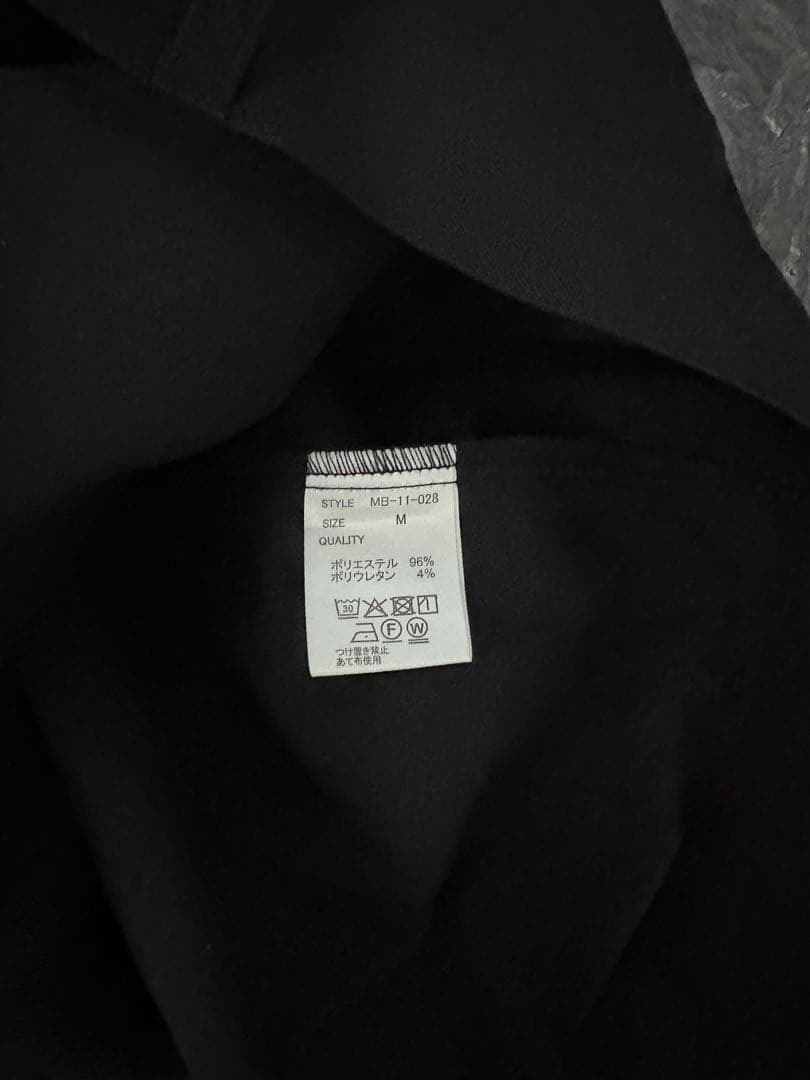 STYLE MB-11-028
SIZE M
QUALITY
ポリエステル 96%
ポリウレタン 4%
30
F W
つけ置き禁止
あて布使用